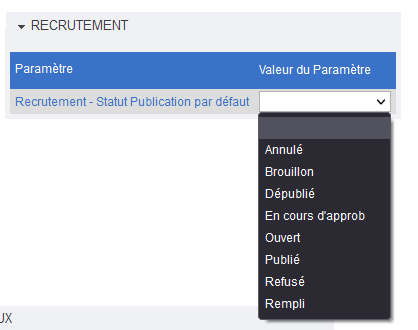 RECRUTEMENT
Paramètre Valeur du Paramètre
Recrutement - Statut Publication par défaut
Annulé
Brouillon
Dépublié
En cours d'approb
Ouvert
Publié
Refusé
Rempli
UX